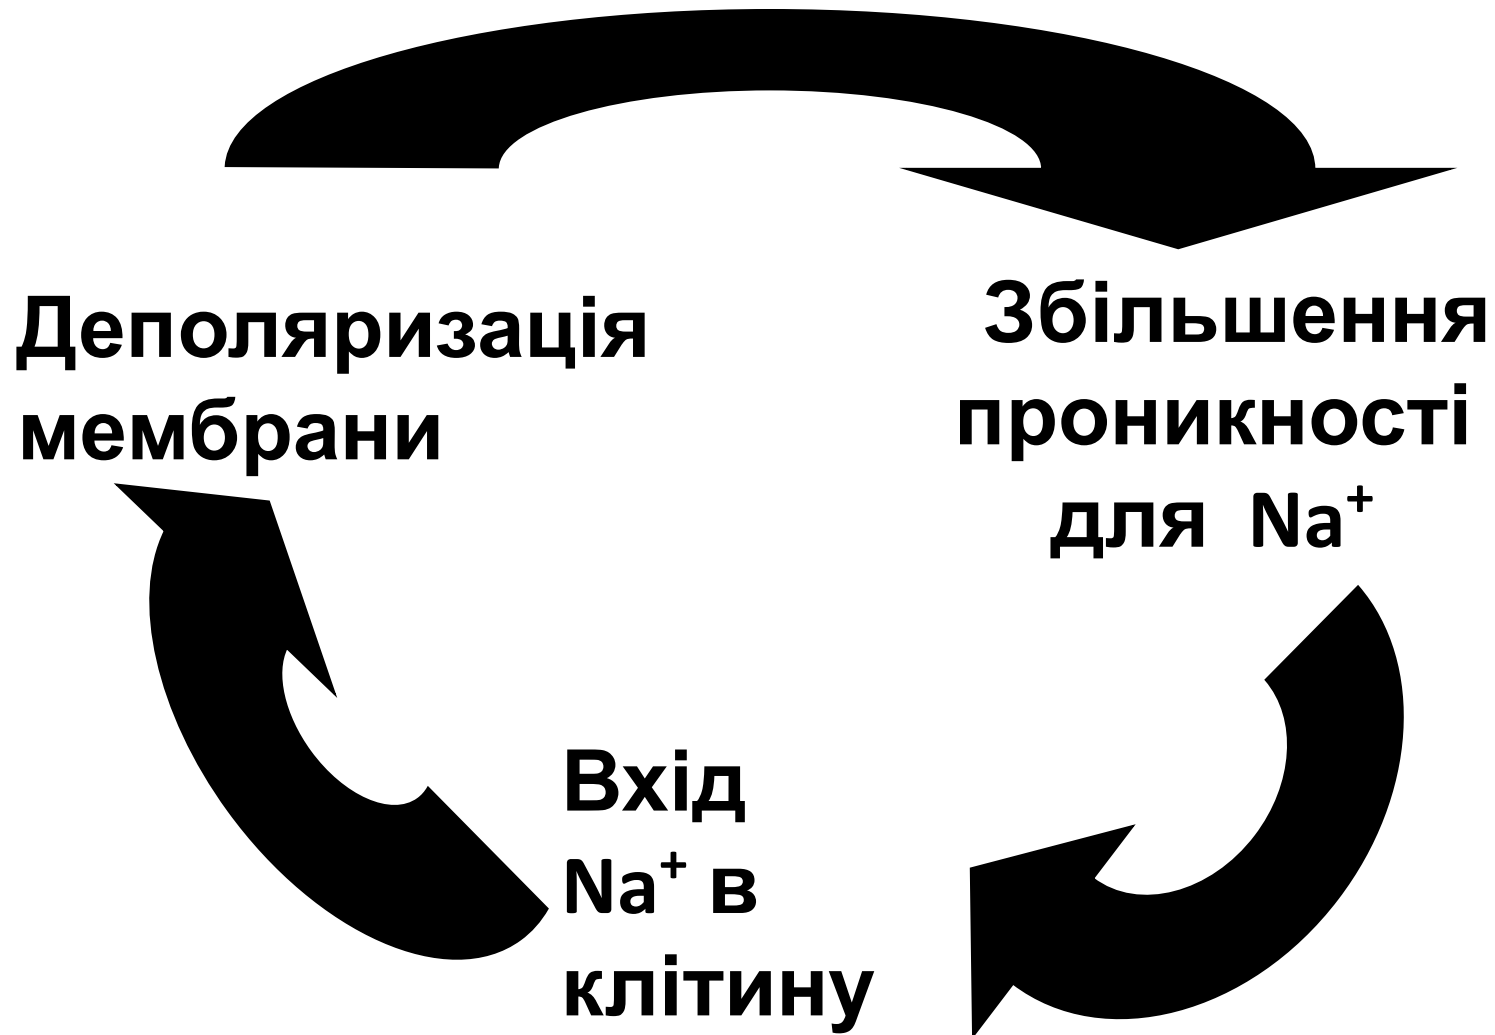 Деполяризація
мембрани
Збільшення
проникності
для Na⁺
Вхід
Na⁺ в
клітину